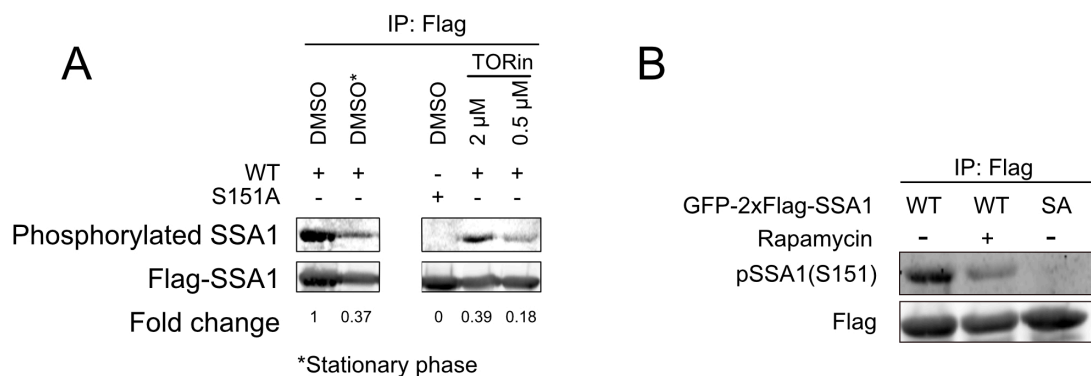 A
IP: Flag
TORin
DMSO
DMSO*
DMSO
2 µM
0.5 µM
WT + + - + +
S151A - - + - -
Phosphorylated SSA1
Flag-SSA1
Fold change 1 0.37 0 0.39 0.18
*Stationary phase
B
IP: Flag
GFP-2xFlag-SSA1 WT WT SA
Rapamycin - + -
pSSA1(S151)
Flag